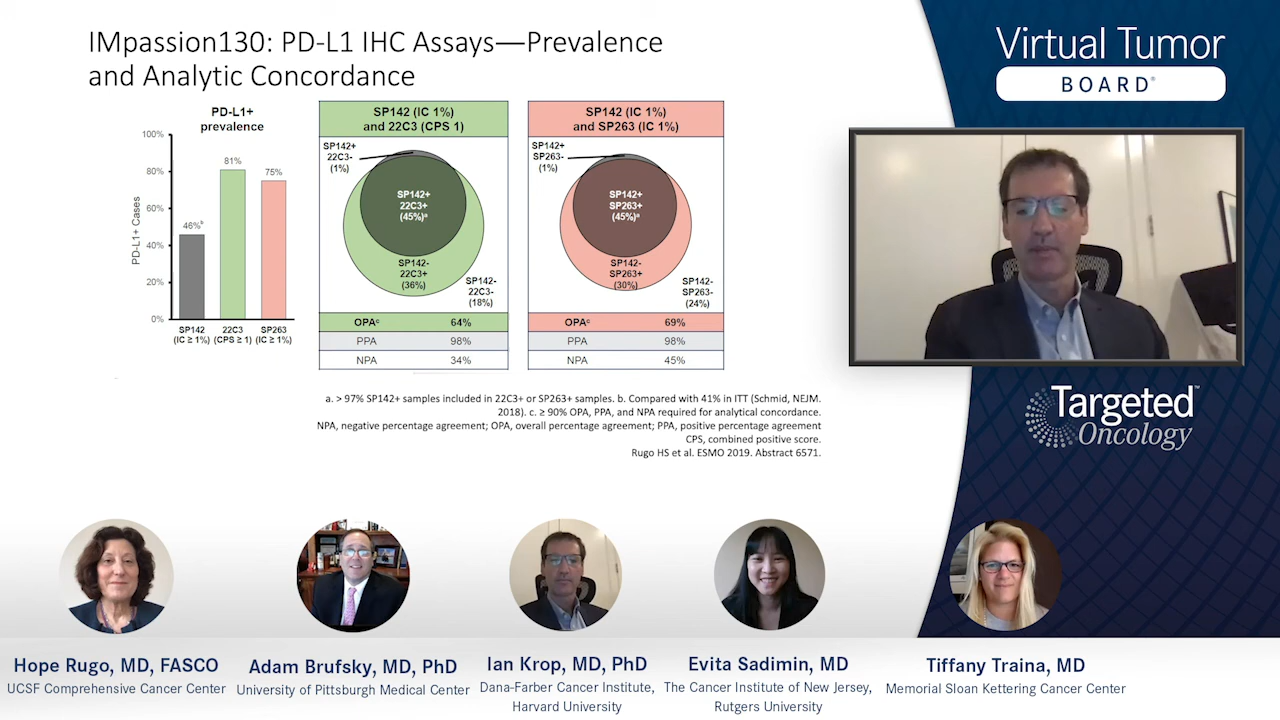 IMpassion130: PD-L1 IHC Assays—Prevalence
and Analytic Concordance
PD-L1+
prevalence
100%
80%
60%
40%
20%
0%
PD-L1+ Cases
46%b
81%
75%
SP142
(IC ≥ 1%)
22C3
(CPS ≥ 1)
SP263
(IC ≥ 1%)
SP142 (IC 1%)
and 22C3 (CPS 1)
SP142+
22C3-
(1%)
SP142+
22C3+
(45%)a
SP142-
22C3+
(36%)
SP142-
22C3-
(18%)
OPAc 64%
PPA 98%
NPA 34%
SP142 (IC 1%)
and SP263 (IC 1%)
SP142+
SP263-
(1%)
SP142+
SP263+
(45%)a
SP142-
SP263+
(30%)
SP142-
SP263-
(24%)
OPAc 69%
PPA 98%
NPA 45%
a. > 97% SP142+ samples included in 22C3+ or SP263+ samples. b. Compared with 41% in ITT (Schmid, NEJM.
2018). c. ≥ 90% OPA, PPA, and NPA required for analytical concordance.
NPA, negative percentage agreement; OPA, overall percentage agreement; PPA, positive percentage agreement
CPS, combined positive score.
Rugo HS et al. ESMO 2019. Abstract 6571.
Virtual Tumor
BOARD®
Targeted™
Oncology
Hope Rugo, MD, FASCO
UCSF Comprehensive Cancer Center
Adam Brufsky, MD, PhD
University of Pittsburgh Medical Center
Ian Krop, MD, PhD
Dana-Farber Cancer Institute,
Harvard University
Evita Sadimin, MD
The Cancer Institute of New Jersey,
Rutgers University
Tiffany Traina, MD
Memorial Sloan Kettering Cancer Center